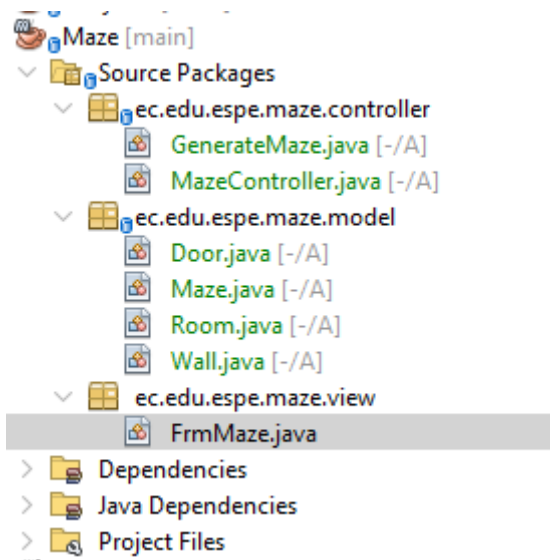 Maze [main]
Source Packages
ec.edu.espe.maze.controller
GenerateMaze.java [-/A]
MazeController.java [-/A]
ec.edu.espe.maze.model
Door.java [-/A]
Maze.java [-/A]
Room.java [-/A]
Wall.java [-/A]
ec.edu.espe.maze.view
FrmMaze.java
Dependencies
Java Dependencies
Project Files